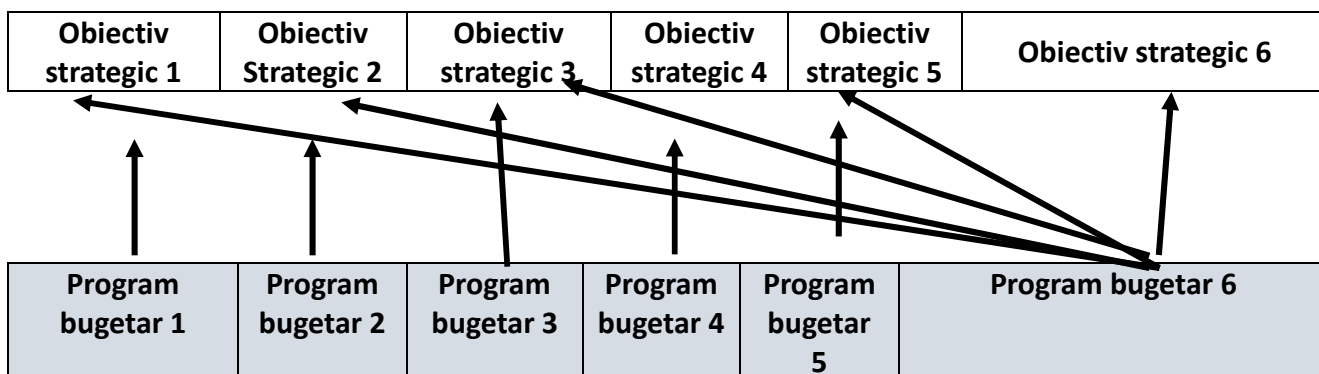 Obiectiv
strategic 1
Obiectiv
Strategic 2
Obiectiv
strategic 3
Obiectiv
strategic 4
Obiectiv
strategic 5
Obiectiv strategic 6
Program
bugetar 1
Program
bugetar 2
Program
bugetar 3
Program
bugetar 4
Program
bugetar
5
Program bugetar 6